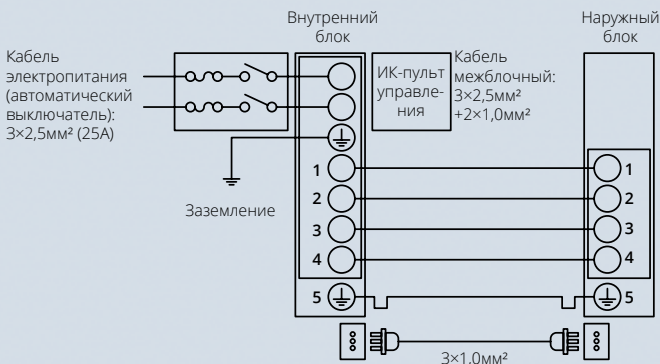 Внутренний
блок
Наружный
блок
Кабель
электропитания
(автоматический
выключатель):
3×2,5мм² (25А)
ИК-пульт
управле-
ния
Кабель
межблочный:
3×2,5мм²
+2×1,0мм²
Заземление
1
2
3
4
5
1
2
3
4
5
3×1,0мм²